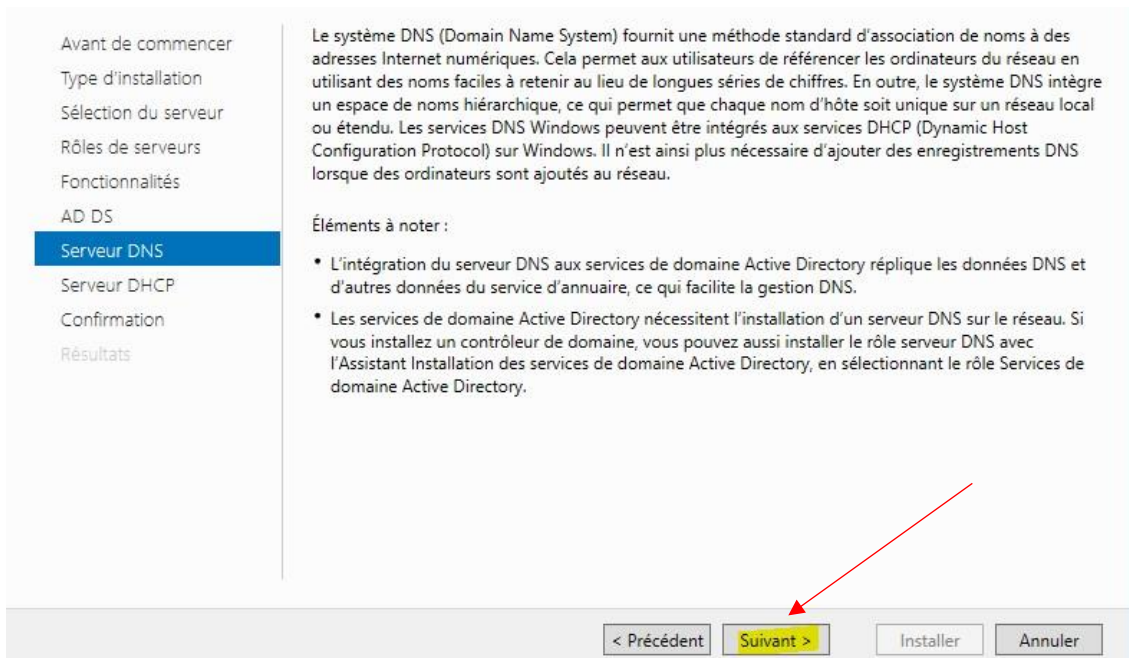 Avant de commencer
Type d'installation
Sélection du serveur
Rôles de serveurs
Fonctionnalités
AD DS
Serveur DNS
Serveur DHCP
Confirmation
Résultats
Le système DNS (Domain Name System) fournit une méthode standard d'association de noms à des
adresses Internet numériques. Cela permet aux utilisateurs de référencer les ordinateurs du réseau en
utilisant des noms faciles à retenir au lieu de longues séries de chiffres. En outre, le système DNS intègre
un espace de noms hiérarchique, ce qui permet que chaque nom d'hôte soit unique sur un réseau local
ou étendu. Les services DNS Windows peuvent être intégrés aux services DHCP (Dynamic Host
Configuration Protocol) sur Windows. Il n'est ainsi plus nécessaire d'ajouter des enregistrements DNS
lorsque des ordinateurs sont ajoutés au réseau.
Éléments à noter :
• L'intégration du serveur DNS aux services de domaine Active Directory réplique les données DNS et
d'autres données du service d'annuaire, ce qui facilite la gestion DNS.
• Les services de domaine Active Directory nécessitent l'installation d'un serveur DNS sur le réseau. Si
vous installez un contrôleur de domaine, vous pouvez aussi installer le rôle serveur DNS avec
l'Assistant Installation des services de domaine Active Directory, en sélectionnant le rôle Services de
domaine Active Directory.
< Précédent
Suivant >
Installer
Annuler